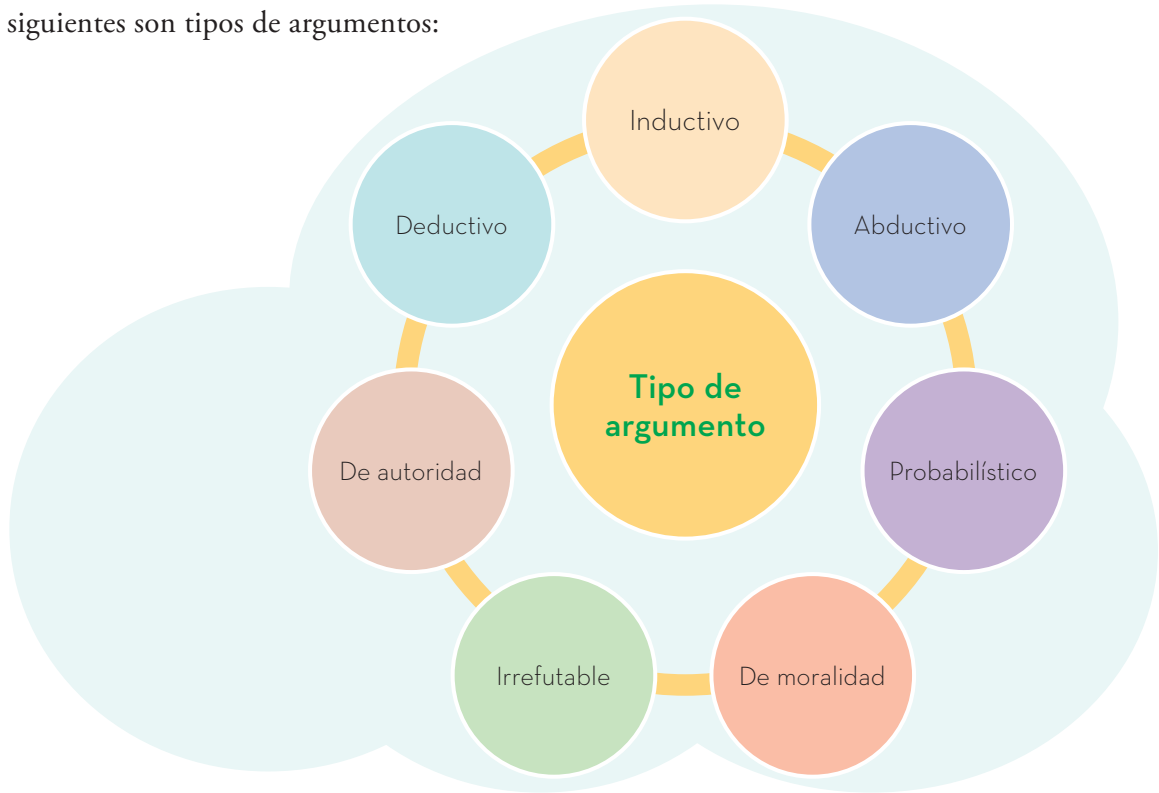 siguientes son tipos de argumentos:
Inductivo
Deductivo
Abductivo
Tipo de
argumento
De autoridad
Probabilístico
Irrefutable
De moralidad